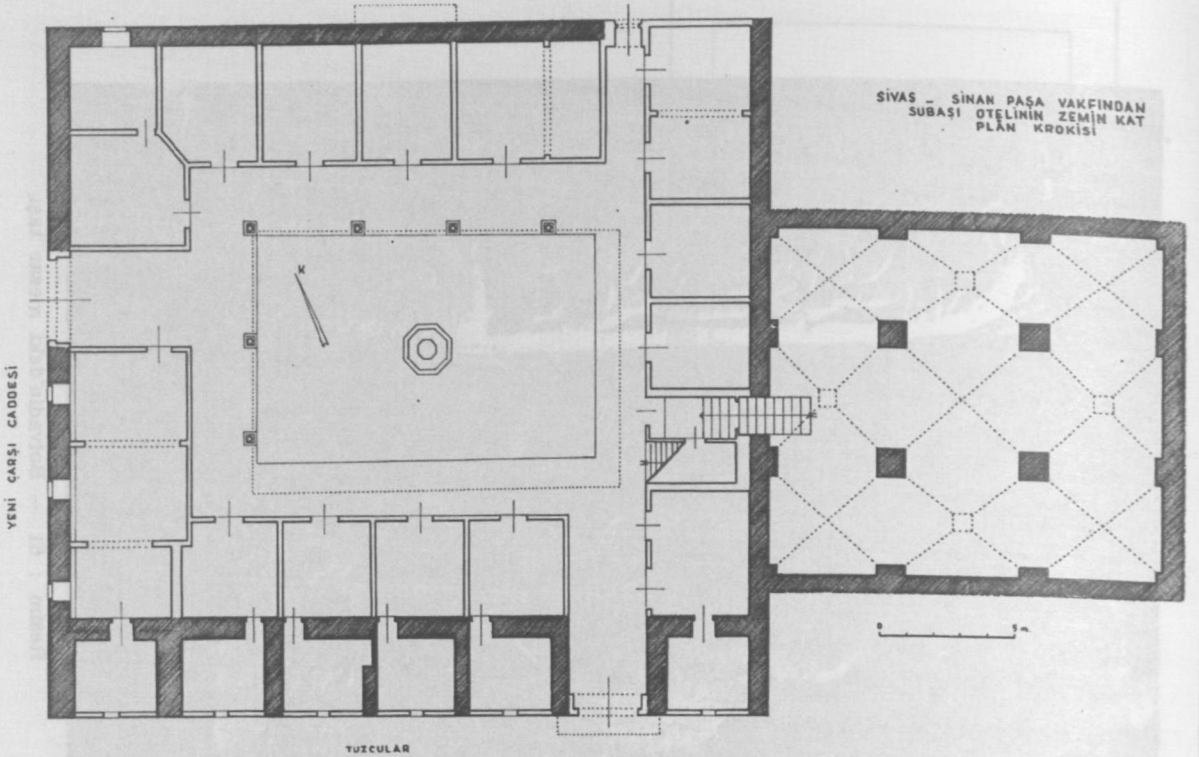 SİVAS _ SİNAN PAŞA VAKFINDAN
SUBAŞI OTELİNİN ZEMİN KAT
PLÂN KROKİSİ
K
YENİ ÇARŞI CADDESİ
0 5 m.
TUZCULAR